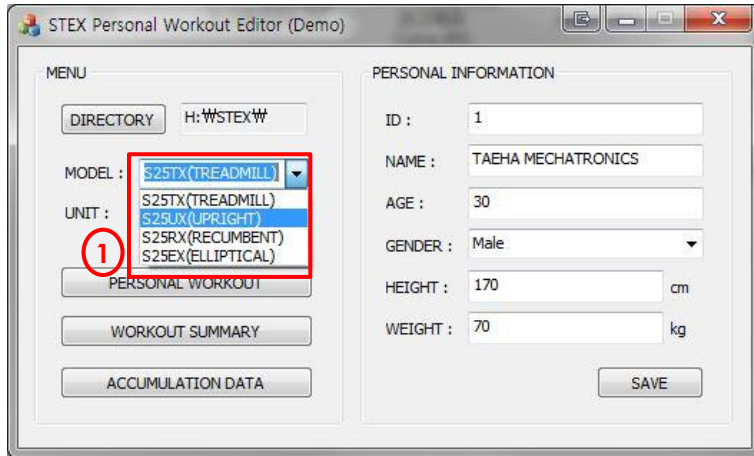 STEX Personal Workout Editor (Demo)
MENU
DIRECTORY
H:₩STEX₩
MODEL :
S25TX(TREADMILL)
S25TX(TREADMILL)
S25UX(UPRIGHT)
S25RX(RECUMBENT)
S25EX(ELLIPTICAL)
UNIT :
1
PERSONAL WORKOUT
WORKOUT SUMMARY
ACCUMULATION DATA
PERSONAL INFORMATION
ID :
1
NAME :
TAEHA MECHATRONICS
AGE :
30
GENDER :
Male
HEIGHT :
170
cm
WEIGHT :
70
kg
SAVE